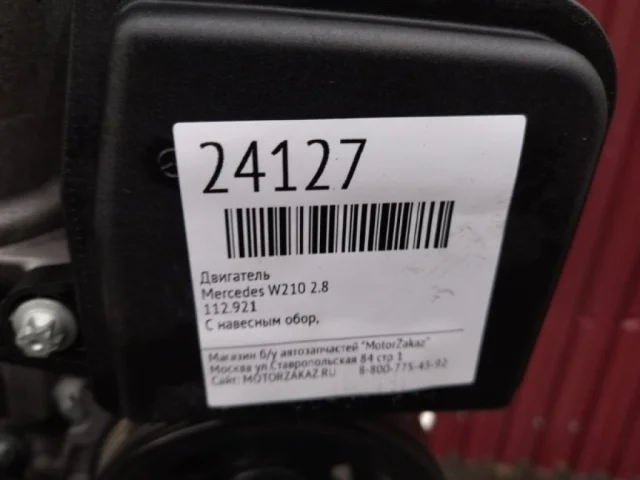 24127
Двигатель
Mercedes W210 2.8
112.921
С навесным обор,
Магазин б/у автозапчастей "MotorZakaz"
Москва ул.Ставропольская 84 стр 1
Сайт: MOTORZAKAZ.RU 8-800-775-43-92